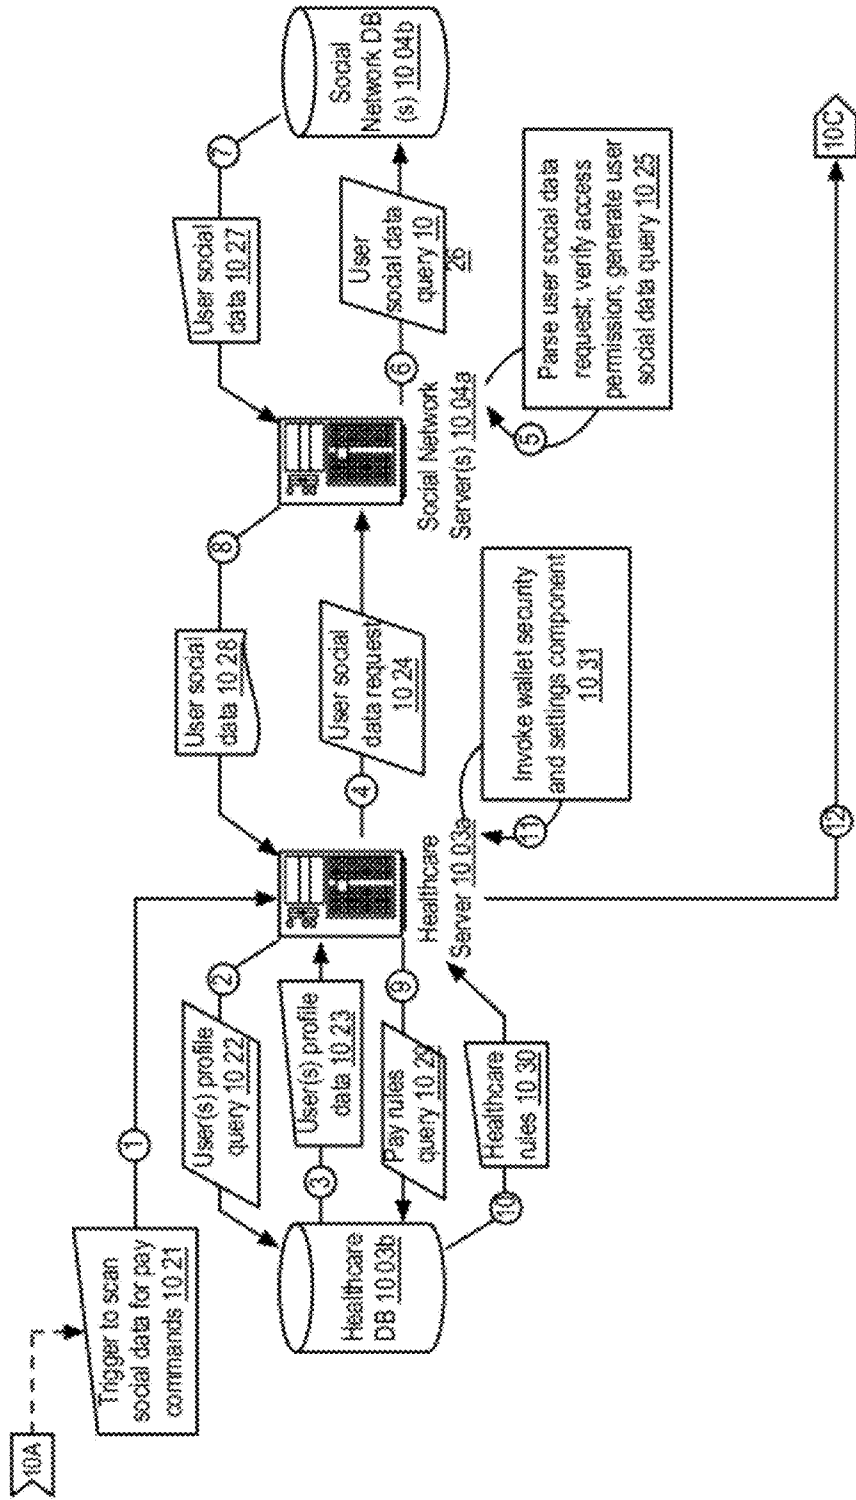 10A
Trigger to scan
social data for pay
commands 10 21
1
User(s) profile
query 10 22
2
Healthcare
DB 10 03b
3
User(s) profile
data 10 23
Pay rules
query 10 29
9
10
Healthcare
rules 10 30
Healthcare
Server 10 03a
11
Invoke wallet security
and settings component
10 31
4
User social
data request
10 24
User social
data 10 28
8
Social Network
Server(s) 10 04a
5
Parse user social data
request; verify access
permission; generate user
social data query 10 25
6
User
social data
query 10
26
User social
data 10 27
7
Social
Network DB
(s) 10 04b
12
10C